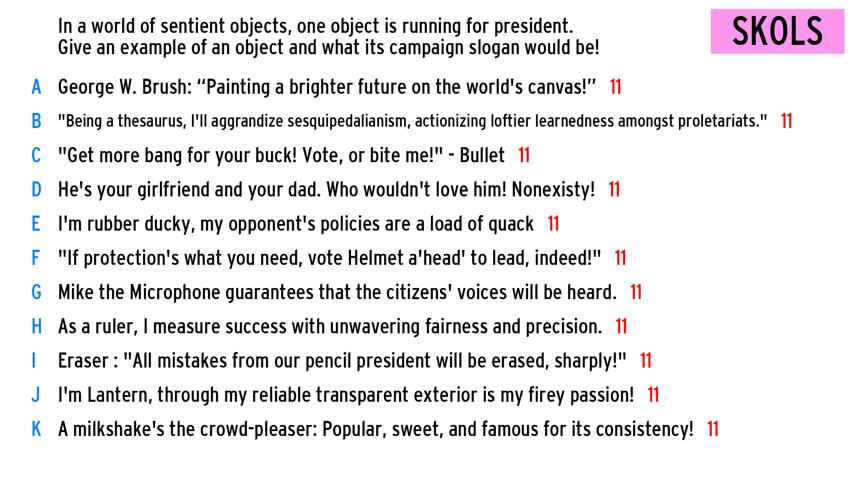 In a world of sentient objects, one object is running for president.
Give an example of an object and what its campaign slogan would be!
SKOLS
A George W. Brush: “Painting a brighter future on the world's canvas!” 11
B "Being a thesaurus, I'll aggrandize sesquipedalianism, actionizing loftier learnedness amongst proletariats." 11
C "Get more bang for your buck! Vote, or bite me!" - Bullet 11
D He's your girlfriend and your dad. Who wouldn't love him! Nonexisty! 11
E I'm rubber ducky, my opponent's policies are a load of quack 11
F "If protection's what you need, vote Helmet a'head' to lead, indeed!" 11
G Mike the Microphone guarantees that the citizens' voices will be heard. 11
H As a ruler, I measure success with unwavering fairness and precision. 11
I Eraser : "All mistakes from our pencil president will be erased, sharply!" 11
J I'm Lantern, through my reliable transparent exterior is my firey passion! 11
K A milkshake's the crowd-pleaser: Popular, sweet, and famous for its consistency! 11